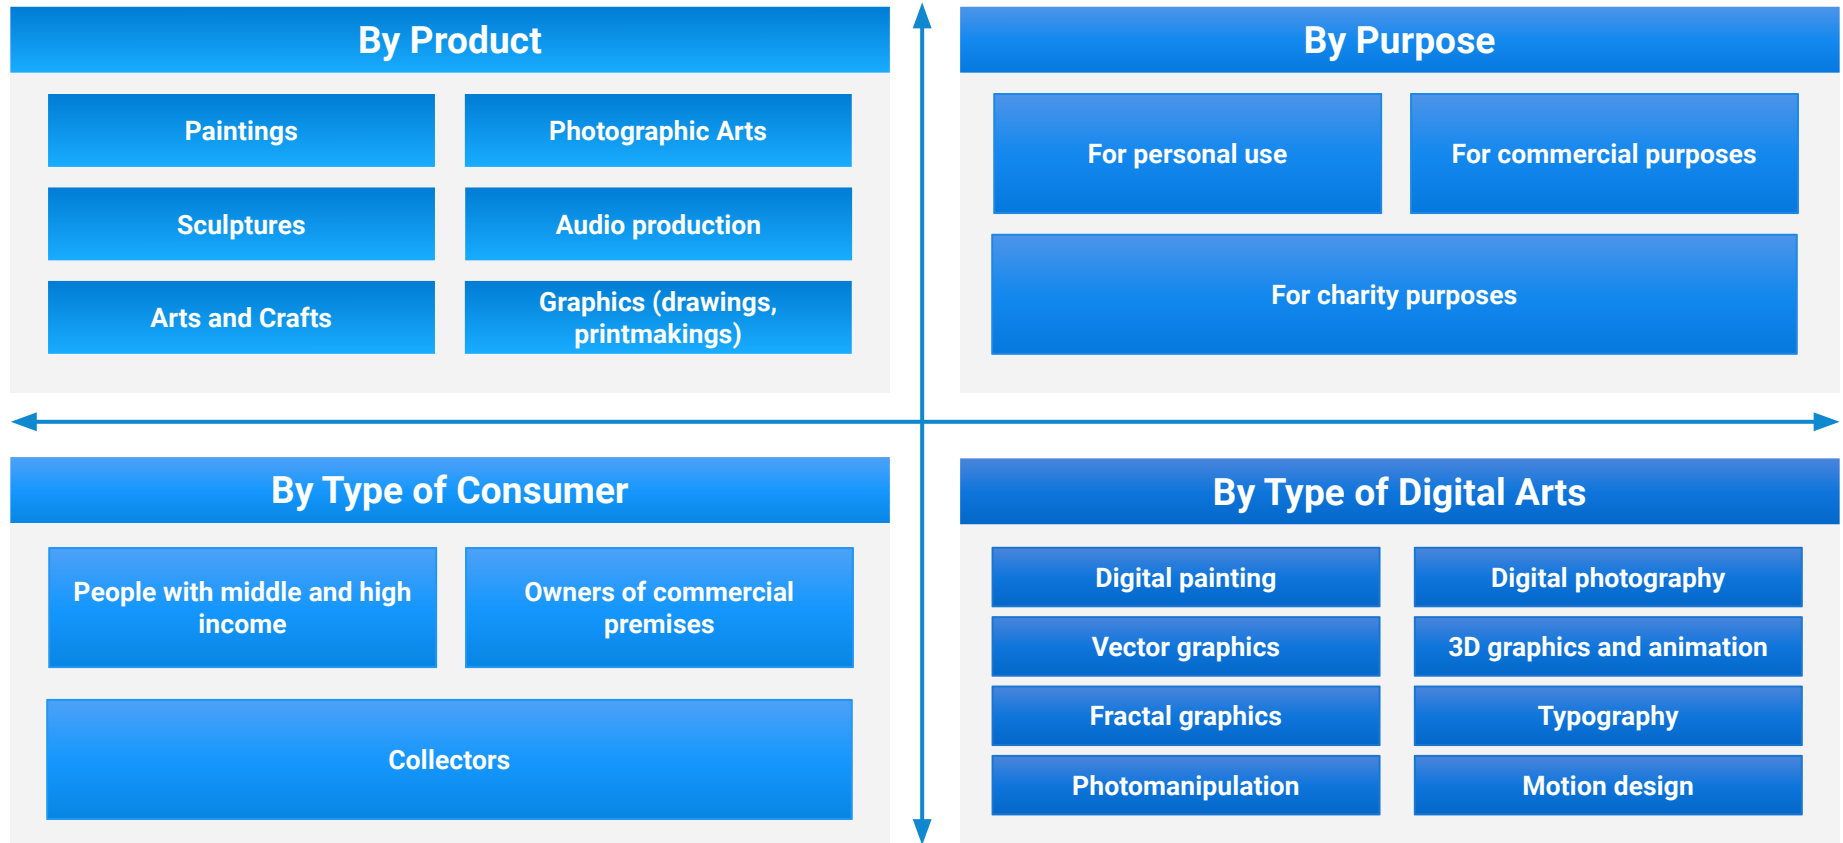 By Product
Paintings
Photographic Arts
Sculptures
Audio production
Arts and Crafts
Graphics (drawings,
printmakings)
By Purpose
For personal use
For commercial purposes
For charity purposes
By Type of Consumer
People with middle and high
income
Owners of commercial
premises
Collectors
By Type of Digital Arts
Digital painting
Digital photography
Vector graphics
3D graphics and animation
Fractal graphics
Typography
Photomanipulation
Motion design